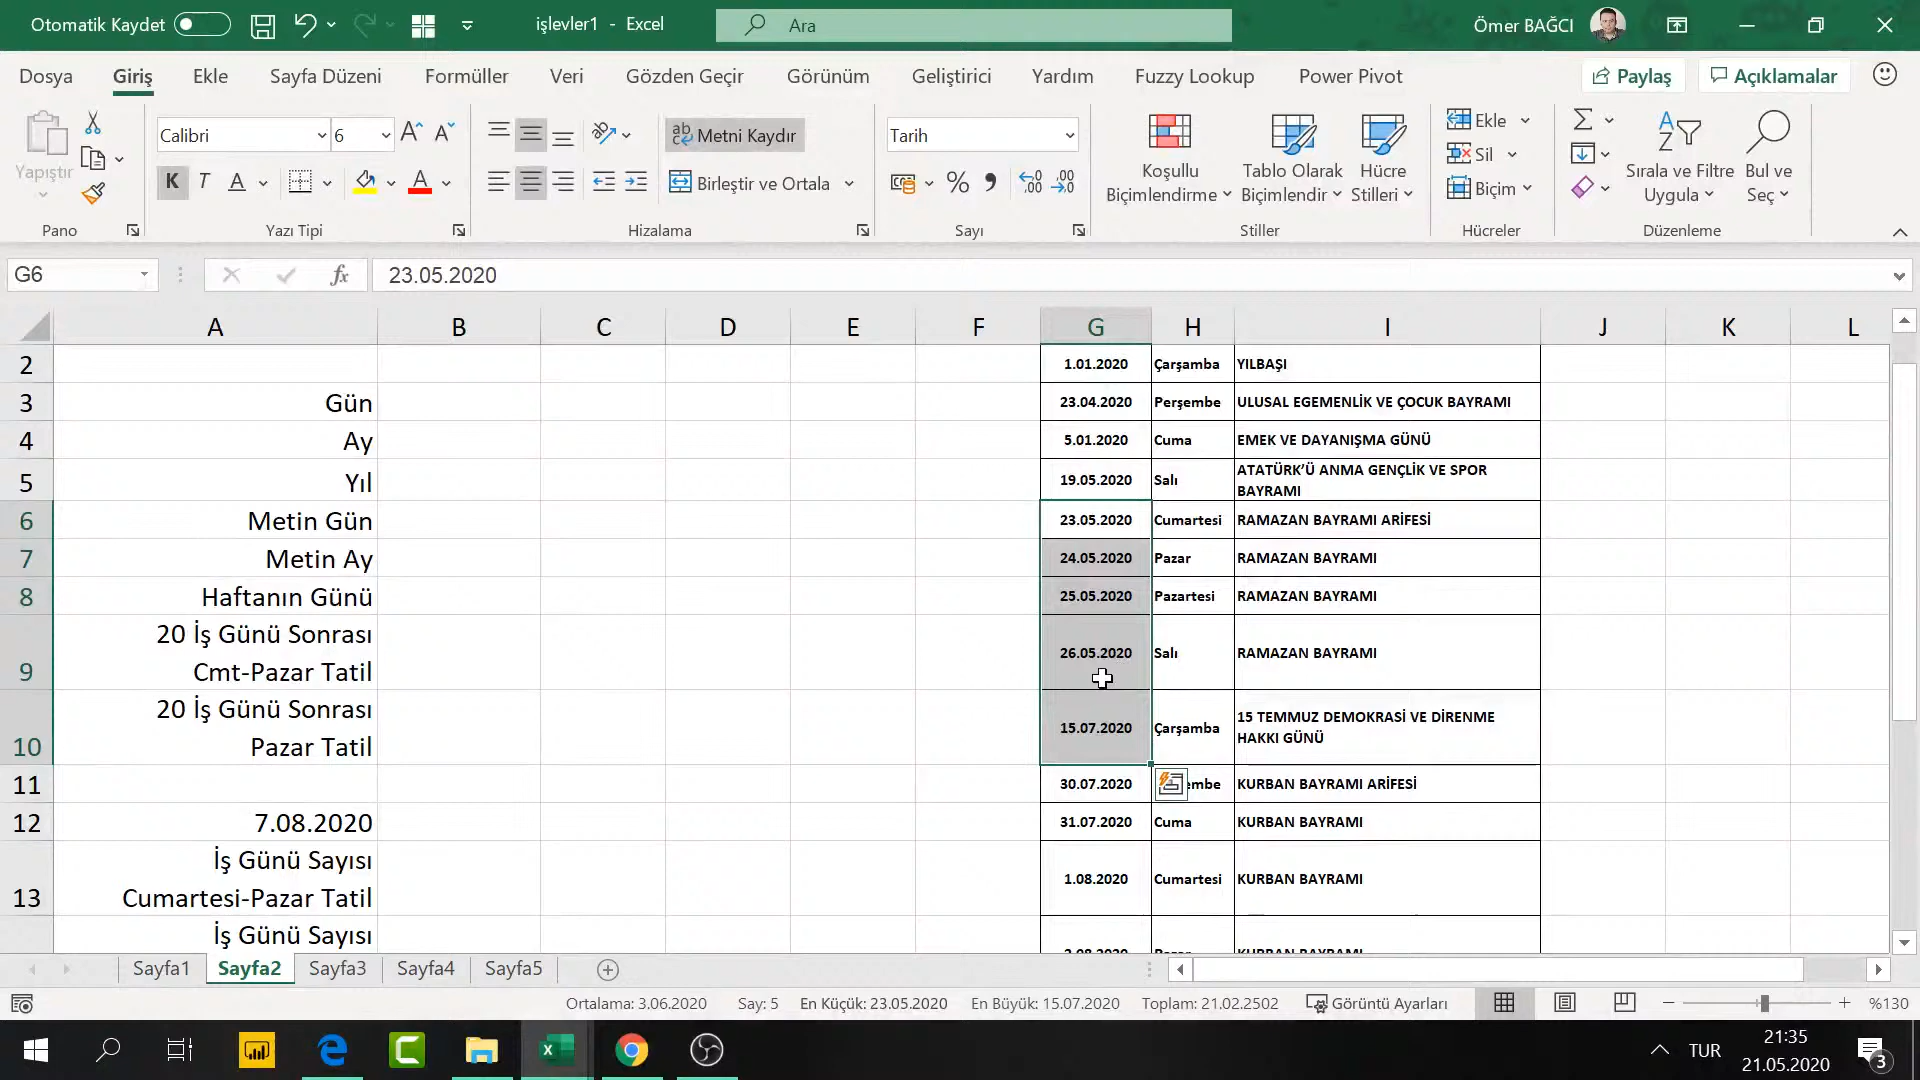 Otomatik Kaydet
işlevler1 - Excel
Ara
Ömer BAĞCI
Dosya
Giriş
Ekle
Sayfa Düzeni
Formüller
Veri
Gözden Geçir
Görünüm
Geliştirici
Yardım
Fuzzy Lookup
Power Pivot
Paylaş
Açıklamalar
Yapıştır
Calibri
6
K T A
Metni Kaydır
Birleştir ve Ortala
Tarih
Koşullu
Biçimlendirme
Tablo Olarak
Biçimlendir
Hücre
Stilleri
Ekle
Sil
Biçim
Sırala ve Filtre
Uygula
Bul ve
Seç
Pano
Yazı Tipi
Hizalama
Sayı
Stiller
Hücreler
Düzenleme
G6
fx
23.05.2020
A B C D E F G H I J K L
2 1.01.2020 Çarşamba YILBAŞI
3 Gün 23.04.2020 Perşembe ULUSAL EGEMENLİK VE ÇOCUK BAYRAMI
4 Ay 5.01.2020 Cuma EMEK VE DAYANIŞMA GÜNÜ
5 Yıl 19.05.2020 Salı ATATÜRK'Ü ANMA GENÇLİK VE SPOR
BAYRAMI
6 Metin Gün 23.05.2020 Cumartesi RAMAZAN BAYRAMI ARİFESİ
7 Metin Ay 24.05.2020 Pazar RAMAZAN BAYRAMI
8 Haftanın Günü 25.05.2020 Pazartesi RAMAZAN BAYRAMI
20 İş Günü Sonrası
9 Cmt-Pazar Tatil 26.05.2020 Salı RAMAZAN BAYRAMI
20 İş Günü Sonrası
10 Pazar Tatil 15.07.2020 Çarşamba 15 TEMMUZ DEMOKRASİ VE DİRENME
HAKKI GÜNÜ
11 30.07.2020 embe KURBAN BAYRAMI ARİFESİ
12 7.08.2020 31.07.2020 Cuma KURBAN BAYRAMI
İş Günü Sayısı
13 Cumartesi-Pazar Tatil 1.08.2020 Cumartesi KURBAN BAYRAMI
İş Günü Sayısı
Sayfa1
Sayfa2
Sayfa3
Sayfa4
Sayfa5
Ortalama: 3.06.2020
Say: 5
En Küçük: 23.05.2020
En Büyük: 15.07.2020
Toplam: 21.02.2502
Görüntü Ayarları
%130
TUR
21:35
21.05.2020
3